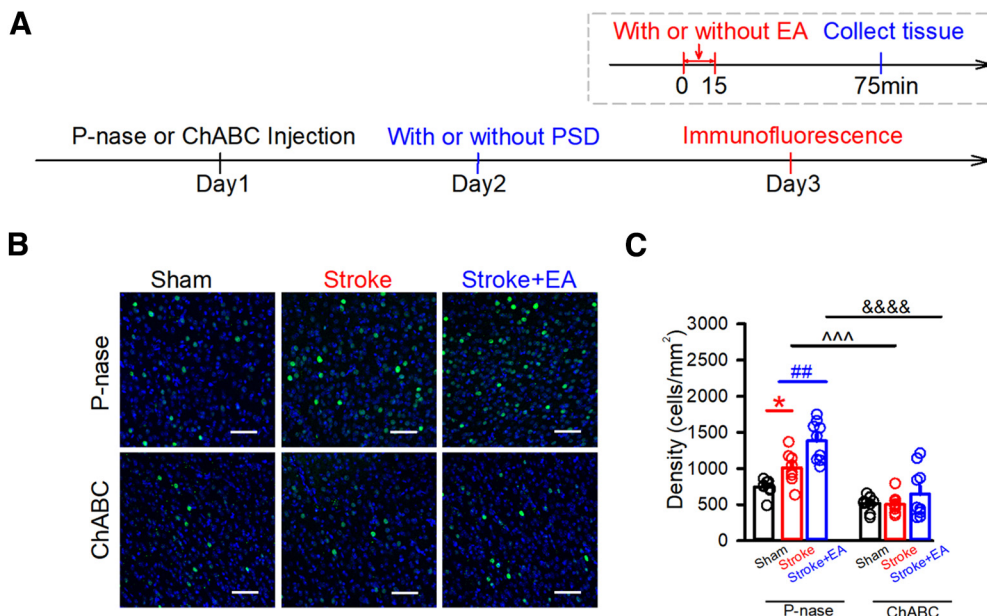 A
With or without EA Collect tissue
0 15 75min
P-nase or ChABC Injection With or without PSD Immunofluorescence
Day1 Day2 Day3
B
Sham Stroke Stroke+EA
P-nase
ChABC
C
Density (cells/mm²)
3000
2500
2000
1500
1000
500
0
&&&&
^^^
##
*
Sham Stroke Stroke+EA Sham Stroke Stroke+EA
P-nase ChABC